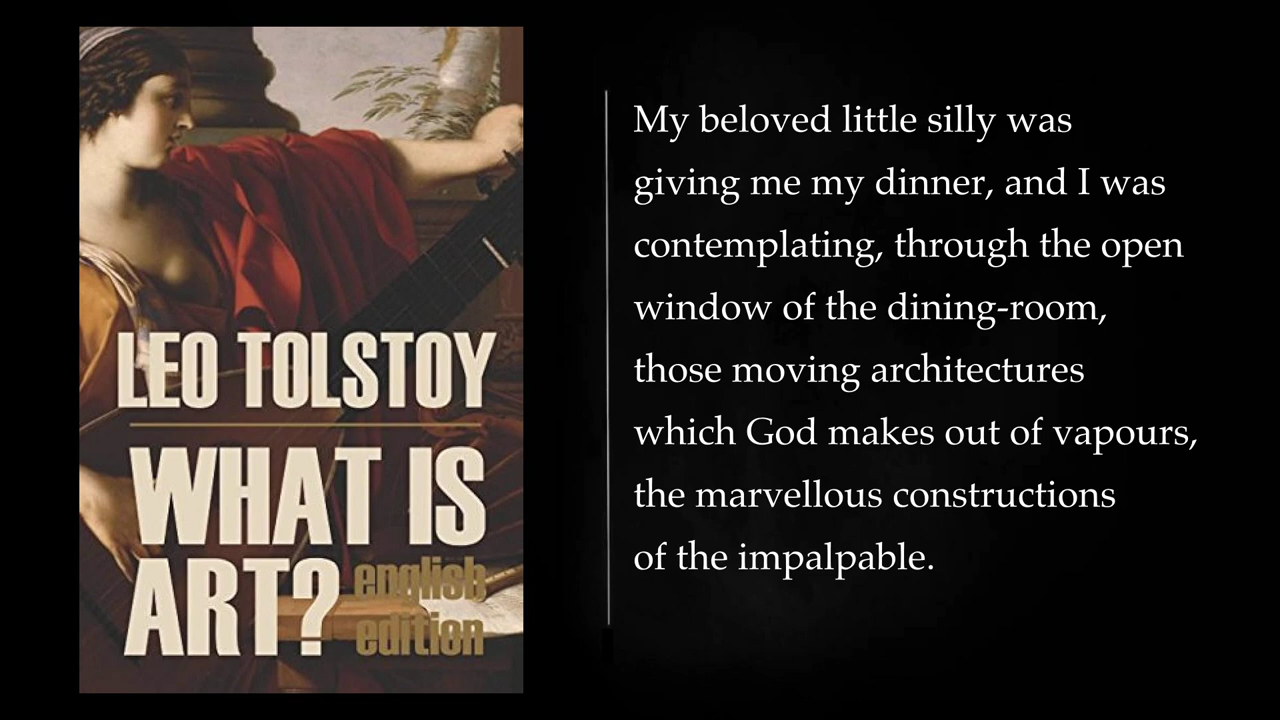 LEO TOLSTOY
WHAT IS
ART?
english
edition
My beloved little silly was
giving me my dinner, and I was
contemplating, through the open
window of the dining-room,
those moving architectures
which God makes out of vapours,
the marvellous constructions
of the impalpable.